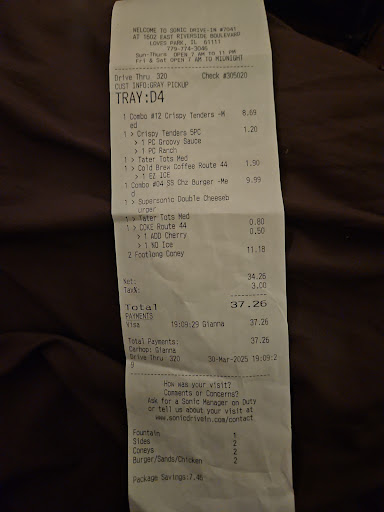 WELCOME TO SONIC DRIVE-IN #7541
AT 1602 EAST RIVERSIDE BOULEVARD
LOVES PARK, IL 61111
779-774-3046
Sun-Thurs OPEN 7 AM TO 11 PM
Fri & Sat OPEN 7 AM TO MIDNIGHT
Drive Thru 320 Check #305020
CUST INFO:GRAY PICKUP
TRAY:D4
1 Combo #12 Crispy Tenders -M 8.69
ed
1 > Crispy Tenders 5PC 1.20
> 1 PC Groovy Sauce
> 1 PC Ranch
1 > Tater Tots Med
1 > Cold Brew Coffee Route 44 1.90
> 1 EZ ICE
1 Combo #04 SS Chz Burger -Me 9.99
d
1 > Supersonic Double Cheeseb
urger
1 > Tater Tots Med
1 > COKE Route 44 0.80
> 1 ADD Cherry 0.50
> 1 NO Ice
2 Footlong Coney 11.18
Net: 34.26
Tax%: 3.00
Total 37.26
PAYMENTS
Visa 19:09:29 Gianna 37.26
Total Payments: 37.26
Carhop: Gianna
Drive Thru 320 30-Mar-2025 19:09:2
9
How was your visit?
Comments or Concerns?
Ask for a Sonic Manager on Duty
or tell us about your visit at
www.sonicdrivein.com/contact
Fountain 1
Sides 2
Coneys 2
Burger/Sands/Chicken 2
Package Savings:7.46